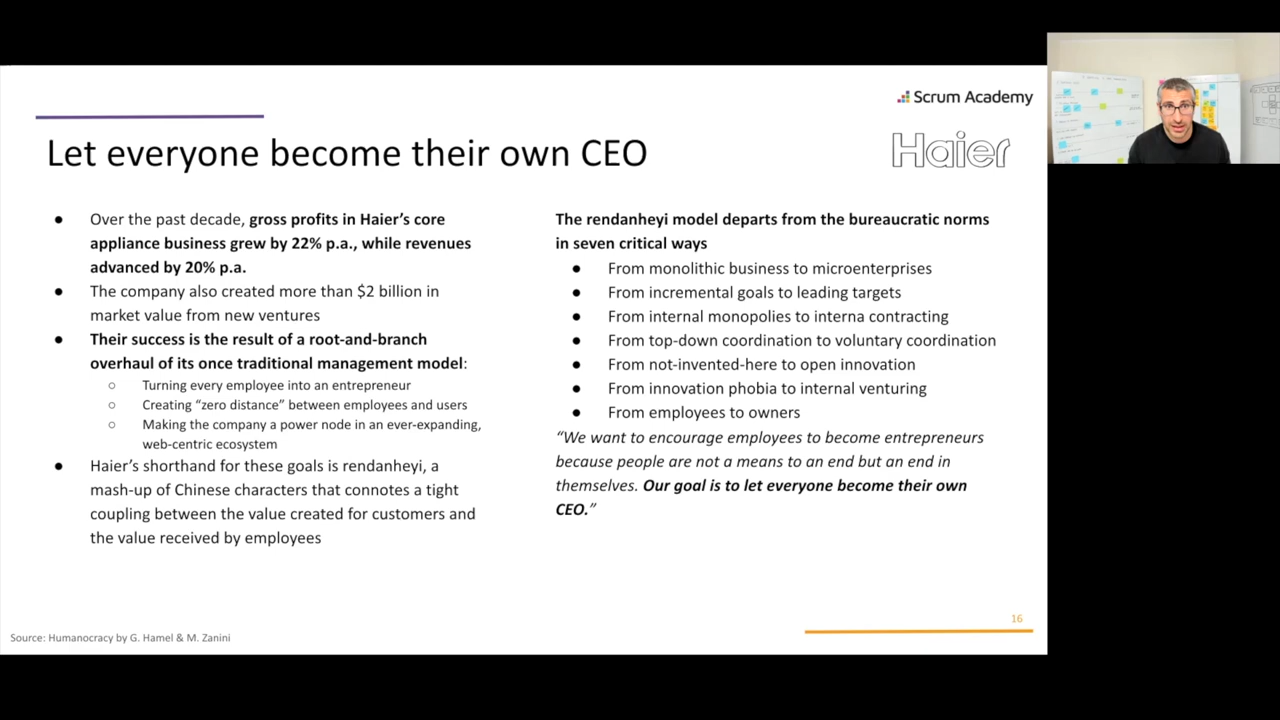 Scrum Academy
Let everyone become their own CEO
Haier
● Over the past decade, gross profits in Haier’s core
appliance business grew by 22% p.a., while revenues
advanced by 20% p.a.
● The company also created more than $2 billion in
market value from new ventures
● Their success is the result of a root-and-branch
overhaul of its once traditional management model:
○ Turning every employee into an entrepreneur
○ Creating “zero distance” between employees and users
○ Making the company a power node in an ever-expanding,
web-centric ecosystem
● Haier’s shorthand for these goals is rendanheyi, a
mash-up of Chinese characters that connotes a tight
coupling between the value created for customers and
the value received by employees
The rendanheyi model departs from the bureaucratic norms
in seven critical ways
● From monolithic business to microenterprises
● From incremental goals to leading targets
● From internal monopolies to interna contracting
● From top-down coordination to voluntary coordination
● From not-invented-here to open innovation
● From innovation phobia to internal venturing
● From employees to owners
“We want to encourage employees to become entrepreneurs
because people are not a means to an end but an end in
themselves. Our goal is to let everyone become their own
CEO.”
16
Source: Humanocracy by G. Hamel & M. Zanini